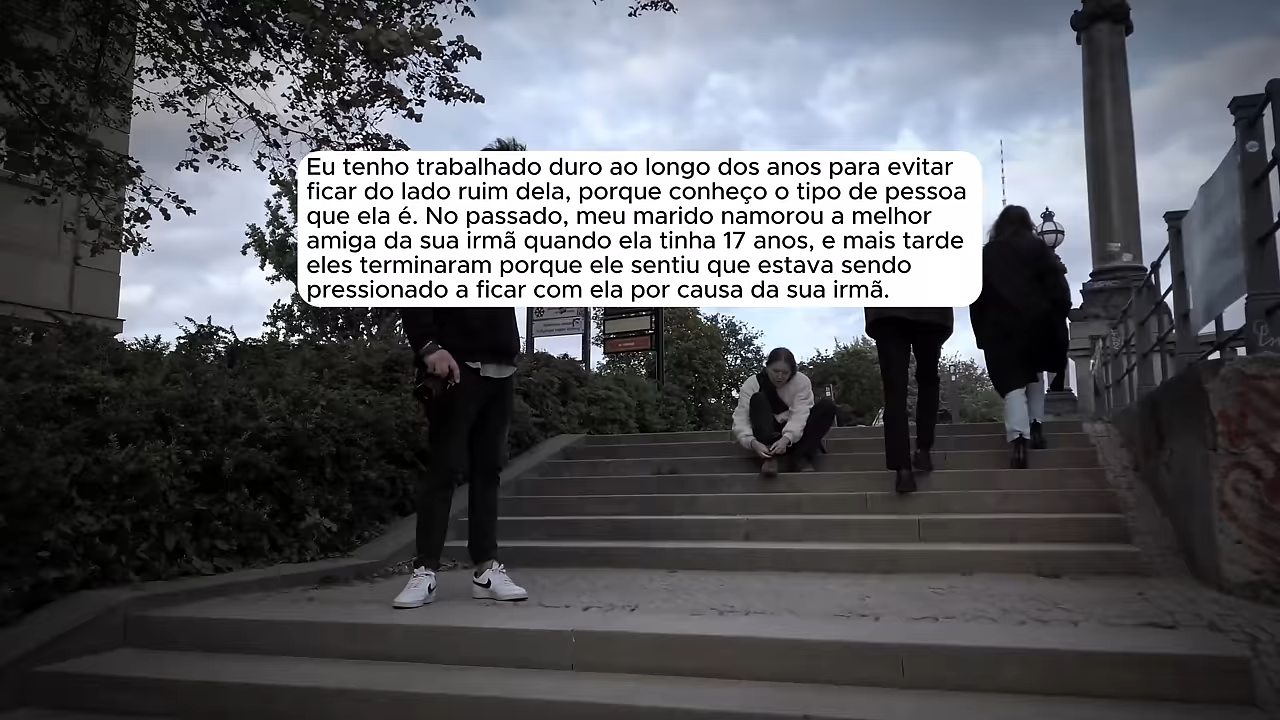 Eu tenho trabalhado duro ao longo dos anos para evitar
ficar do lado ruim dela, porque conheço o tipo de pessoa
que ela é. No passado, meu marido namorou a melhor
amiga da sua irmã quando ela tinha 17 anos, e mais tarde
eles terminaram porque ele sentiu que estava sendo
pressionado a ficar com ela por causa da sua irmã.